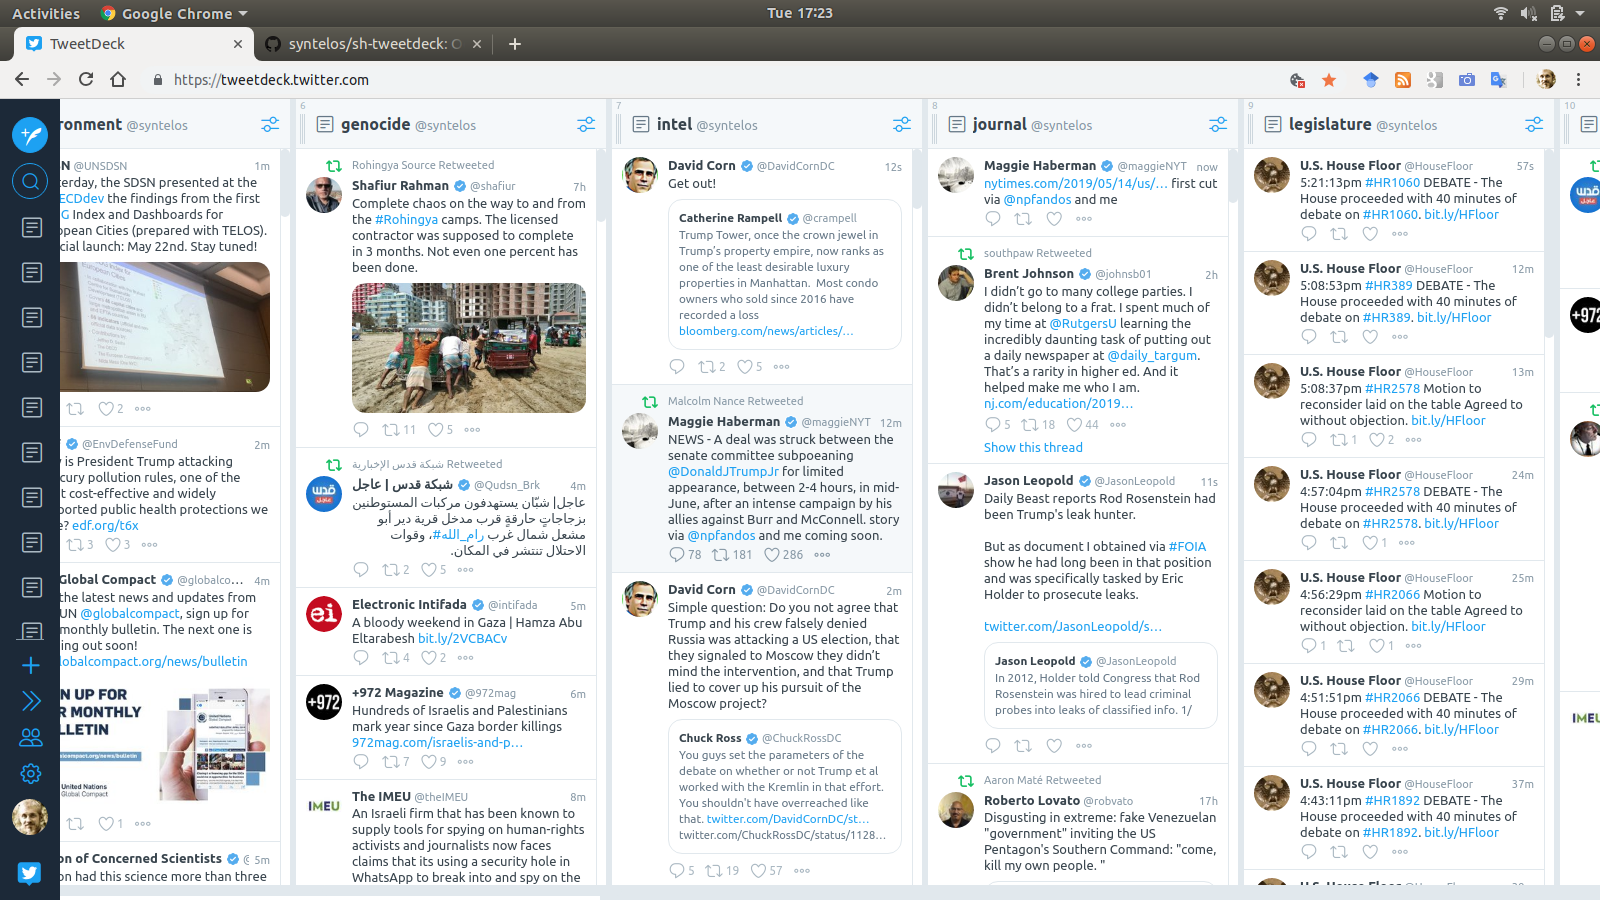 Activities
Google Chrome
Tue 17:23
TweetDeck
syntelos/sh-tweetdeck:
https://tweetdeck.twitter.com
ronment @syntelos
N @UNSDSN 1m
terday, the SDSN presented at the
ECDdev the findings from the first
G Index and Dashboards for
pean Cities (prepared with TELOS).
cial launch: May 22nd. Stay tuned!
2
@EnvDefenseFund 2m
y is President Trump attacking
cury pollution rules, one of the
t cost-effective and widely
ported public health protections we
e? edf.org/t6x
3 3
Global Compact @globalco... 4m
the latest news and updates from
UN @globalcompact, sign up for
monthly bulletin. The next one is
ing out soon!
lobalcompact.org/news/bulletin
N UP FOR
R MONTHLY
LLETIN
United Nations
Global Compact
1
on of Concerned Scientists 5m
on had this science more than three
6
genocide @syntelos
Rohingya Source Retweeted
Shafiur Rahman @shafiur 7h
Complete chaos on the way to and from
the #Rohingya camps. The licensed
contractor was supposed to complete
in 3 months. Not even one percent has
been done.
11 5
شبكة قدس الإخبارية Retweeted
شبكة قدس | عاجل @Qudsn_Brk 4m
عاجل| شبّان يستهدفون مركبات المستوطنين
بزجاجاتٍ حارقةٍ قرب مدخل قرية دير أبو
مشعل شمال غرب #رام_الله، وقوات
الاحتلال تنتشر في المكان.
2 5
ei
Electronic Intifada @intifada 5m
A bloody weekend in Gaza | Hamza Abu
Eltarabesh bit.ly/2VCBACv
4 2
+972
+972 Magazine @972mag 6m
Hundreds of Israelis and Palestinians
mark year since Gaza border killings
972mag.com/israelis-and-p…
7 9
IMEU
The IMEU @theIMEU 8m
An Israeli firm that has been known to
supply tools for spying on human-rights
activists and journalists now faces
claims that its using a security hole in
WhatsApp to break into and spy on the
7
intel @syntelos
David Corn @DavidCornDC 12s
Get out!
Catherine Rampell @crampell
Trump Tower, once the crown jewel in
Trump's property empire, now ranks as
one of the least desirable luxury
properties in Manhattan. Most condo
owners who sold since 2016 have
recorded a loss
bloomberg.com/news/articles/…
2 5
Malcolm Nance Retweeted
Maggie Haberman @maggieNYT 12m
NEWS - A deal was struck between the
senate committee subpoeaning
@DonaldJTrumpJr for limited
appearance, between 2-4 hours, in mid-
June, after an intense campaign by his
allies against Burr and McConnell. story
via @npfandos and me coming soon.
78 181 286
David Corn @DavidCornDC 2m
Simple question: Do you not agree that
Trump and his crew falsely denied
Russia was attacking a US election, that
they signaled to Moscow they didn't
mind the intervention, and that Trump
lied to cover up his pursuit of the
Moscow project?
Chuck Ross @ChuckRossDC
You guys set the parameters of the
debate on whether or not Trump et al
worked with the Kremlin in that effort.
You shouldn't have overreached like
that. twitter.com/DavidCornDC/st…
twitter.com/ChuckRossDC/status/1128…
5 19 57
8
journal @syntelos
Maggie Haberman @maggieNYT now
nytimes.com/2019/05/14/us/… first cut
via @npfandos and me
southpaw Retweeted
Brent Johnson @johnsb01 2h
I didn't go to many college parties. I
didn't belong to a frat. I spent much of
my time at @RutgersU learning the
incredibly daunting task of putting out
a daily newspaper at @daily_targum.
That's a rarity in higher ed. And it
helped make me who I am.
nj.com/education/2019…
5 18 44
Show this thread
Jason Leopold @JasonLeopold 11s
Daily Beast reports Rod Rosenstein had
been Trump's leak hunter.
But as document I obtained via #FOIA
show he had long been in that position
and was specifically tasked by Eric
Holder to prosecute leaks.
twitter.com/JasonLeopold/s…
Jason Leopold @JasonLeopold
In 2012, Holder told Congress that Rod
Rosenstein was hired to lead criminal
probes into leaks of classified info. 1/
Aaron Maté Retweeted
Roberto Lovato @robvato 17h
Disgusting in extreme: fake Venezuelan
"government" inviting the US
Pentagon's Southern Command: "come,
kill my own people. "
9
legislature @syntelos
U.S. House Floor @HouseFloor 57s
5:21:13pm #HR1060 DEBATE - The
House proceeded with 40 minutes of
debate on #HR1060. bit.ly/HFloor
U.S. House Floor @HouseFloor 12m
5:08:53pm #HR389 DEBATE - The
House proceeded with 40 minutes of
debate on #HR389. bit.ly/HFloor
U.S. House Floor @HouseFloor 13m
5:08:37pm #HR2578 Motion to
reconsider laid on the table Agreed to
without objection. bit.ly/HFloor
1 2
U.S. House Floor @HouseFloor 24m
4:57:04pm #HR2578 DEBATE - The
House proceeded with 40 minutes of
debate on #HR2578. bit.ly/HFloor
1
U.S. House Floor @HouseFloor 25m
4:56:29pm #HR2066 Motion to
reconsider laid on the table Agreed to
without objection. bit.ly/HFloor
1 1
U.S. House Floor @HouseFloor 29m
4:51:51pm #HR2066 DEBATE - The
House proceeded with 40 minutes of
debate on #HR2066. bit.ly/HFloor
U.S. House Floor @HouseFloor 37m
4:43:11pm #HR1892 DEBATE - The
House proceeded with 40 minutes of
debate on #HR1892. bit.ly/HFloor
10
+972
IMEU